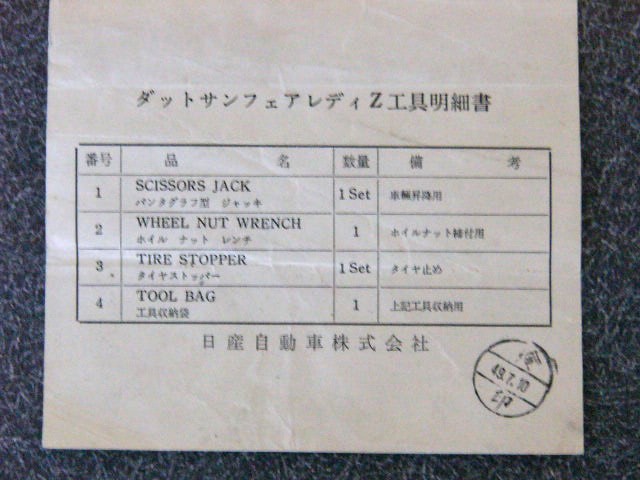 ダットサンフェアレディZ工具明細書
番号 品名 数量 備考
1 SCISSORS JACK 1 Set 車輛昇降用
パンタグラフ型 ジャッキ
2 WHEEL NUT WRENCH 1 ホイルナット締付用
ホイル ナット レンチ
3 TIRE STOPPER 1 Set タイヤ止め
タイヤストッパー
4 TOOL BAG 1 上記工具収納用
工具収納袋
日産自動車株式会社
49.7.10
印